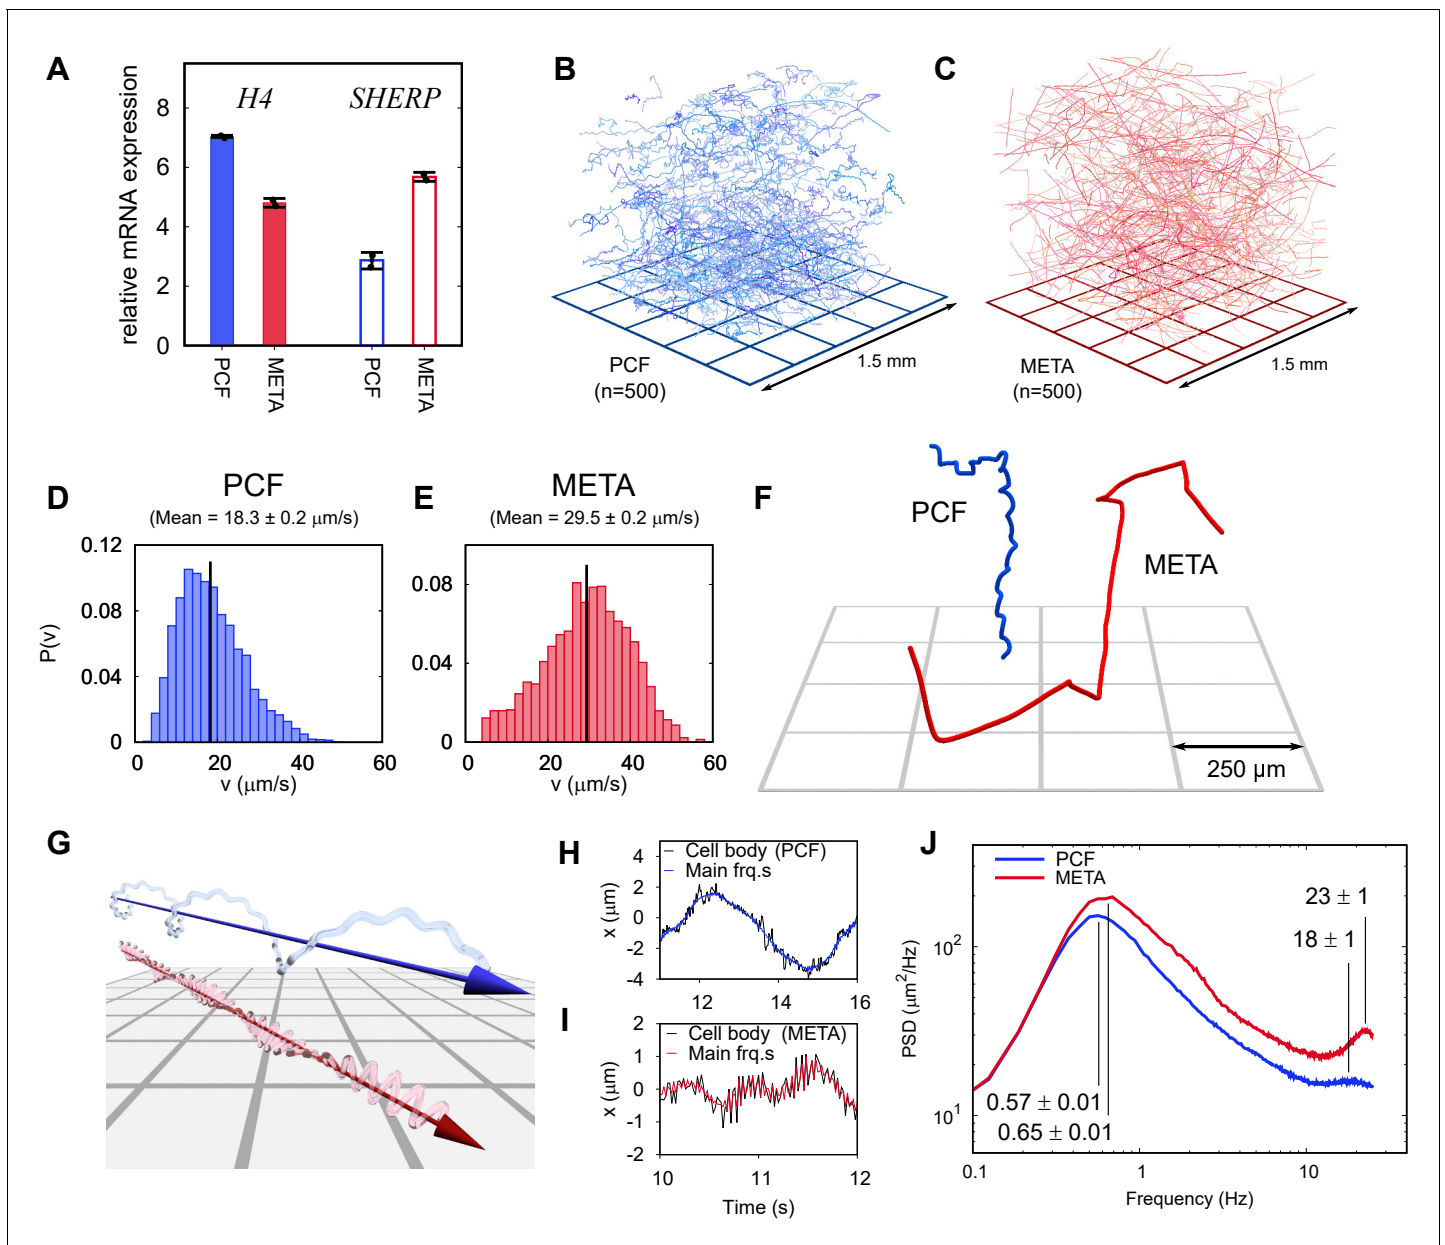 A
relative mRNA expression
8
6
4
2
0
H4
SHERP
PCF
META
PCF
META
B
PCF
(n=500)
1.5 mm
C
META
(n=500)
1.5 mm
D
PCF
(Mean = 18.3 ± 0.2 μm/s)
P(v)
0.12
0.08
0.04
0
0
20
40
60
v (μm/s)
E
META
(Mean = 29.5 ± 0.2 μm/s)
0.08
0.04
0
0
20
40
60
v (μm/s)
F
PCF
META
250 μm
G
H
x (μm)
4
2
0
-2
-4
Cell body (PCF)
Main frq.s
12
14
16
I
x (μm)
2
1
0
-1
-2
Cell body (META)
Main frq.s
10
11
12
Time (s)
J
PSD (μm²/Hz)
PCF
META
23 ± 1
18 ± 1
10²
10¹
0.57 ± 0.01
0.65 ± 0.01
0.1
1
10
Frequency (Hz)